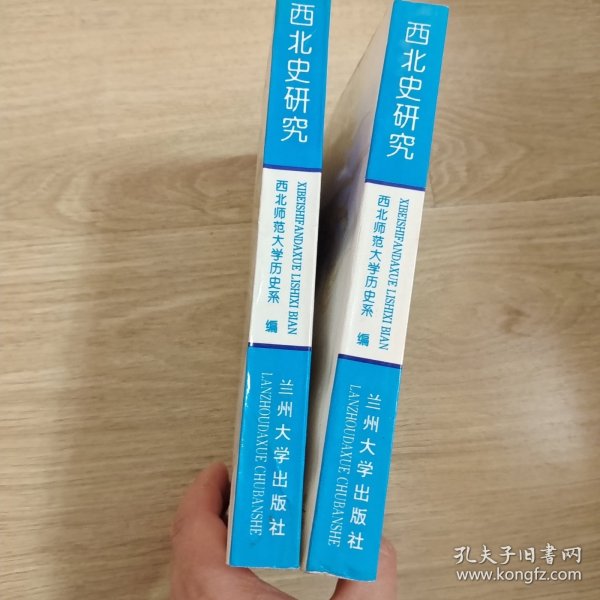 西北史研究
XIBEISHIFANDAXUE LISHIXI BIAN
西北师范大学历史系 编
兰州大学出版社
LANZHOUDAXUE CHUBANSHE
西北史研究
XIBEISHIFANDAXUE LISHIXI BIAN
西北师范大学历史系 编
兰州大学出版社
LANZHOUDAXUE CHUBANSHE
孔夫子旧书网
www.kongfz.com